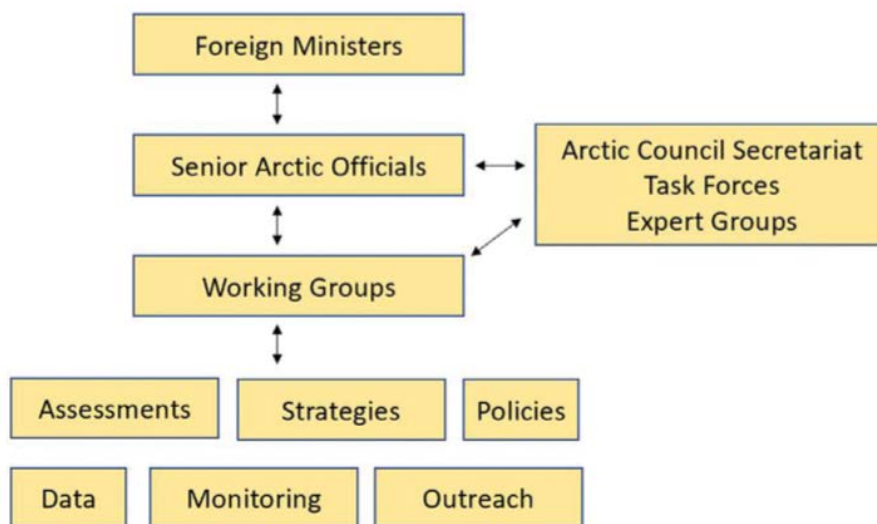 Foreign Ministers
Senior Arctic Officials
Arctic Council Secretariat
Task Forces
Expert Groups
Working Groups
Assessments
Strategies
Policies
Data
Monitoring
Outreach